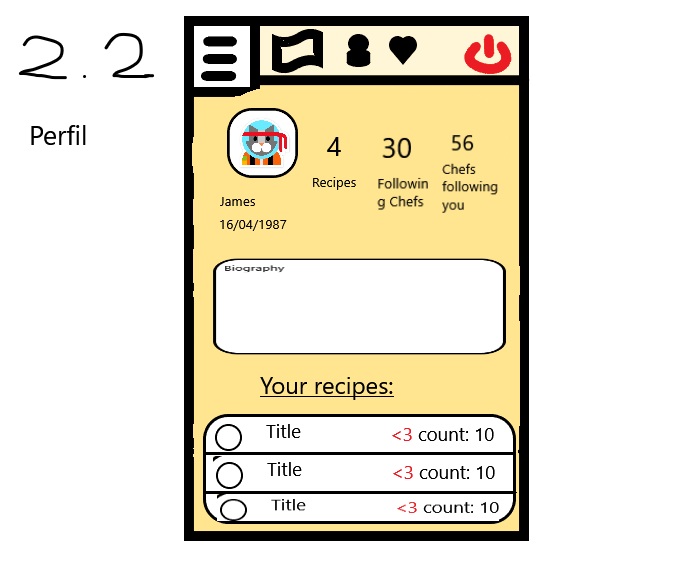 2.2
Perfil
4
30
56
Recipes
Followin
g Chefs
Chefs
following
you
James
16/04/1987
Biography
Your recipes:
Title <3 count: 10
Title <3 count: 10
Title <3 count: 10